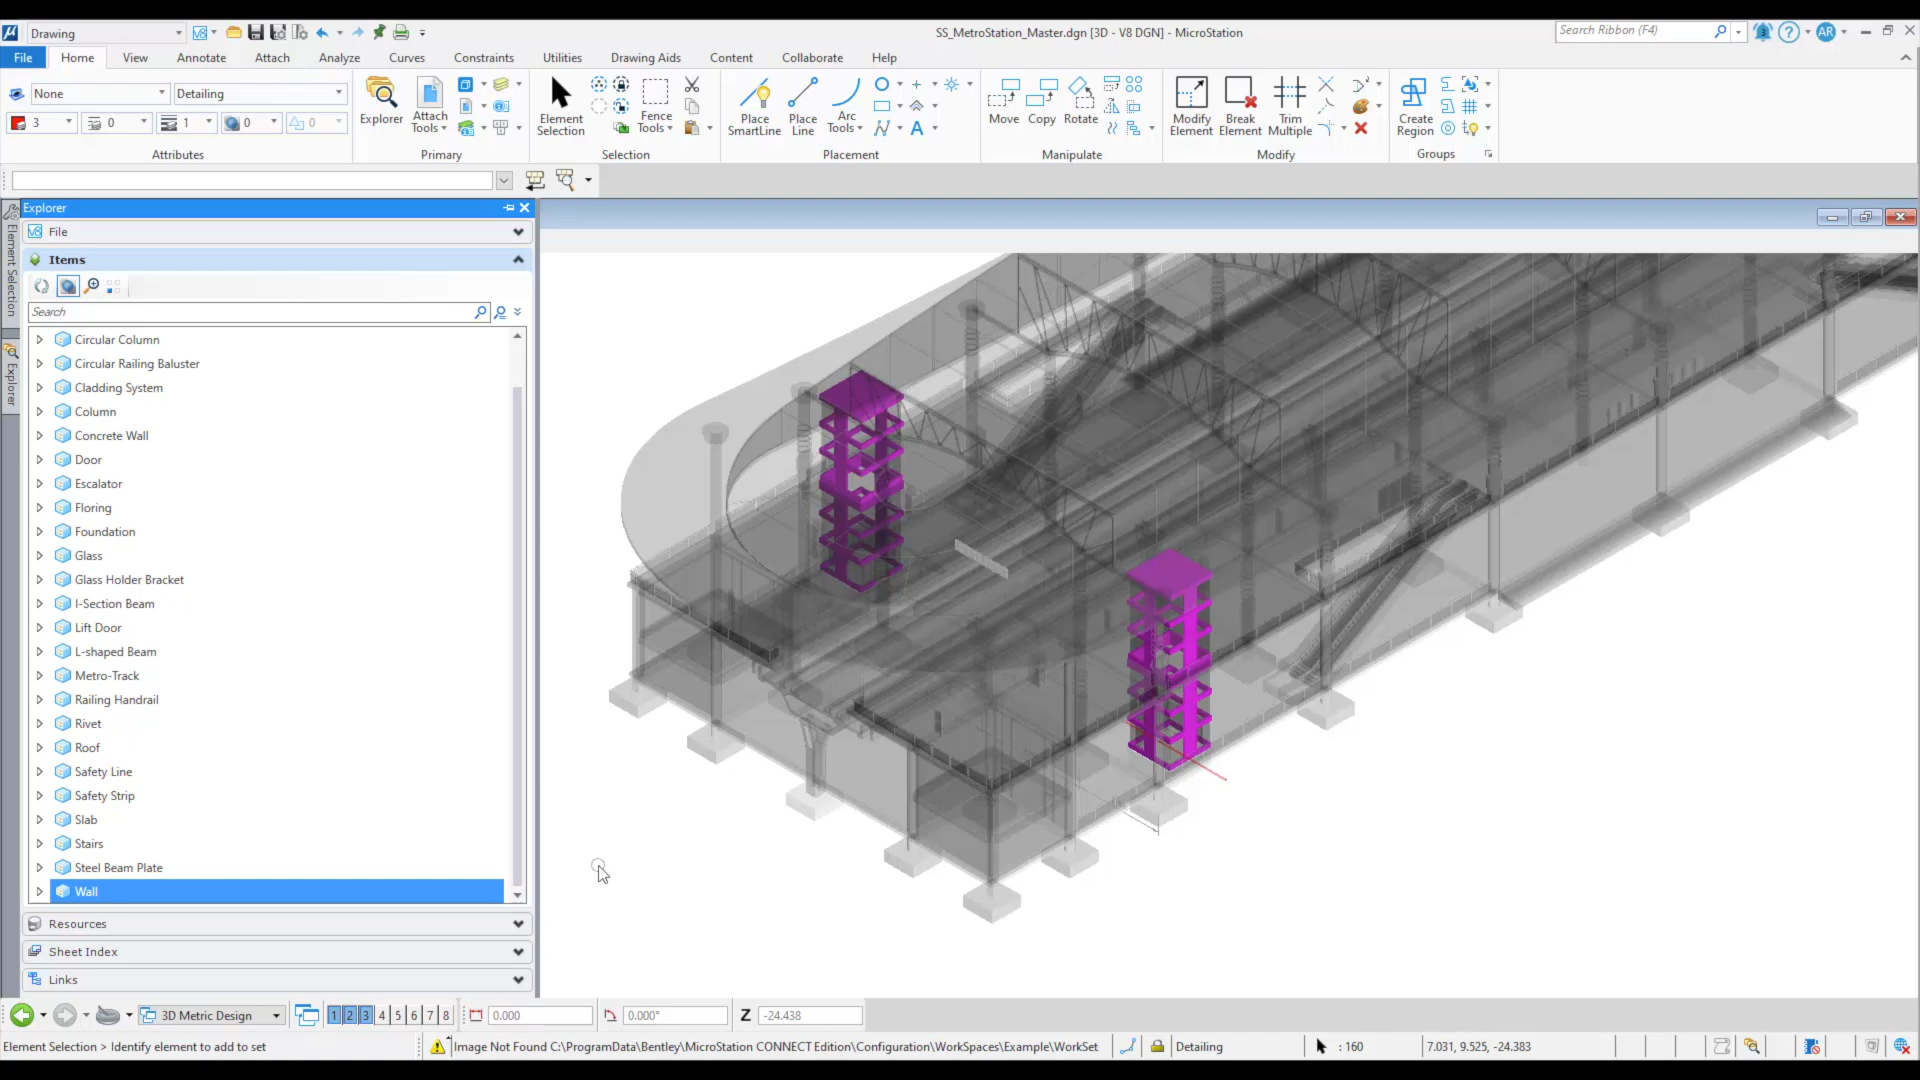 Drawing
SS_MetroStation_Master.dgn [3D - V8 DGN] - MicroStation
Search Ribbon (F4)
AR
File Home View Annotate Attach Analyze Curves Constraints Utilities Drawing Aids Content Collaborate Help
None
Detailing
3 0 1 0 0
Attributes
Explorer
Attach Tools
Primary
Element Selection
Fence Tools
Selection
Place SmartLine
Place Line
Arc Tools
Placement
Move Copy Rotate
Manipulate
Modify Element
Break Element
Trim Multiple
Modify
Create Region
Groups
Element Selection
Explorer
Explorer
File
Items
Search
Circular Column
Circular Railing Baluster
Cladding System
Column
Concrete Wall
Door
Escalator
Floring
Foundation
Glass
Glass Holder Bracket
I-Section Beam
Lift Door
L-shaped Beam
Metro-Track
Railing Handrail
Rivet
Roof
Safety Line
Safety Strip
Slab
Stairs
Steel Beam Plate
Wall
Resources
Sheet Index
Links
3D Metric Design
1 2 3 4 5 6 7 8
0.000
0.000°
Z -24.438
Element Selection > Identify element to add to set
Image Not Found C:\ProgramData\Bentley\MicroStation CONNECT Edition\Configuration\WorkSpaces\Example\WorkSet
Detailing
: 160
7.031, 9.525, -24.383